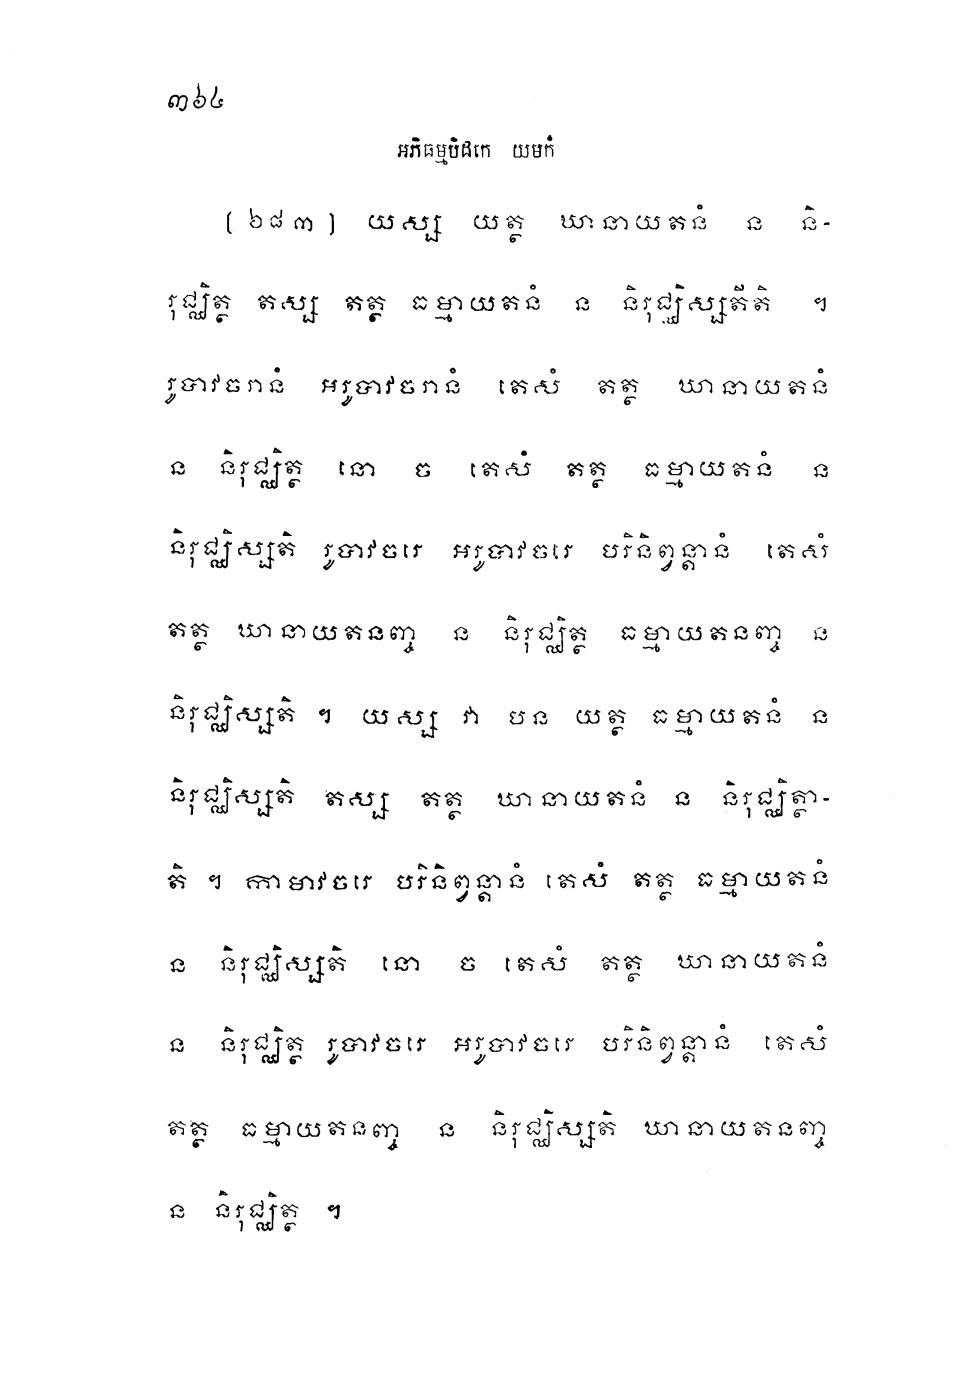 ៣៦៤
អភិធម្មបិដកេ យមកំ
(៦៨៣) យស្ស យត្ថ ឃានាយតនំ ន និ-
រុជ្ឈិត្ថ តស្ស តត្ថ ធម្មាយតនំ ន និរុជ្ឈិស្សតីតិ ។
រូបាវចរានំ អរូបាវចរានំ តេសំ តត្ថ ឃានាយតនំ
ន និរុជ្ឈិត្ថ នោ ច តេសំ តត្ថ ធម្មាយតនំ ន
និរុជ្ឈិស្សតិ រូបាវចរេ អរូបាវចរេ បរិនិព្វន្តានំ តេសំ
តត្ថ ឃានាយតនញ្ច ន និរុជ្ឈិត្ថ ធម្មាយតនញ្ច ន
និរុជ្ឈិស្សតិ ។ យស្ស វា បន យត្ថ ធម្មាយតនំ ន
និរុជ្ឈិស្សតិ តស្ស តត្ថ ឃានាយតនំ ន និរុជ្ឈិត្ថា-
តិ ។ កាមាវចរេ បរិនិព្វន្តានំ តេសំ តត្ថ ធម្មាយតនំ
ន និរុជ្ឈិស្សតិ នោ ច តេសំ តត្ថ ឃានាយតនំ
ន និរុជ្ឈិត្ថ រូបាវចរេ អរូបាវចរេ បរិនិព្វន្តានំ តេសំ
តត្ថ ធម្មាយតនញ្ច ន និរុជ្ឈិស្សតិ ឃានាយតនញ្ច
ន និរុជ្ឈិត្ថ ។